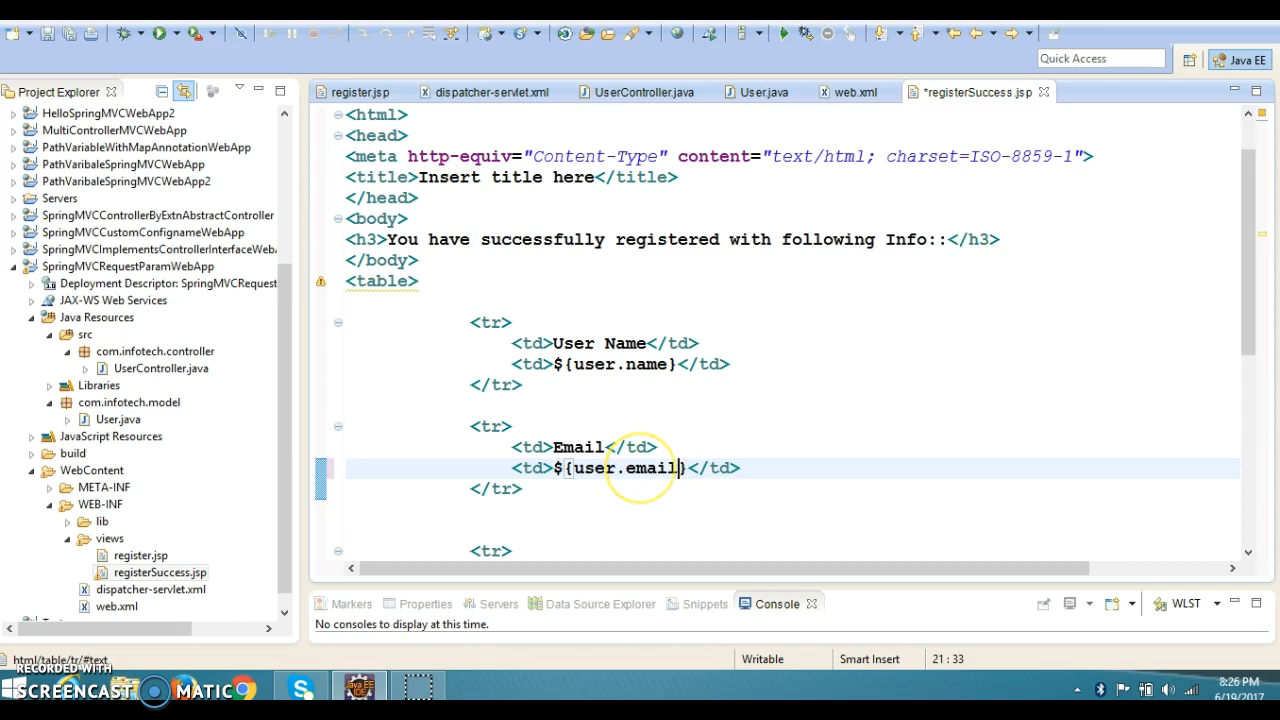 Quick Access
Java EE
Project Explorer
HelloSpringMVCWebApp2
MultiControllerMVCWebApp
PathVariableWithMapAnnotationWebApp
PathVaribaleSpringMVCWebApp
PathVaribaleSpringMVCWebApp2
Servers
SpringMVCControllerByExtnAbstractController
SpringMVCCustomConfignameWebApp
SpringMVCImplementsControllerInterfaceWebA
SpringMVCRequestParamWebApp
Deployment Descriptor: SpringMVCRequest
JAX-WS Web Services
Java Resources
src
com.infotech.controller
UserController.java
Libraries
com.infotech.model
User.java
JavaScript Resources
build
WebContent
META-INF
WEB-INF
lib
views
register.jsp
registerSuccess.jsp
dispatcher-servlet.xml
web.xml
register.jsp dispatcher-servlet.xml UserController.java User.java web.xml *registerSuccess.jsp
<html>
<head>
<meta http-equiv="Content-Type" content="text/html; charset=ISO-8859-1">
<title>Insert title here</title>
</head>
<body>
<h3>You have successfully registered with following Info::</h3>
</body>
<table>
<tr>
<td>User Name</td>
<td>${user.name}</td>
</tr>
<tr>
<td>Email</td>
<td>${user.email}</td>
</tr>
<tr>
Markers Properties Servers Data Source Explorer Snippets Console
WLST
No consoles to display at this time.
html/table/tr/#text
Writable Smart Insert 21 : 33
RECORDED WITH
SCREENCAST MATIC
Java EE
IDE
8:26 PM
6/19/2017